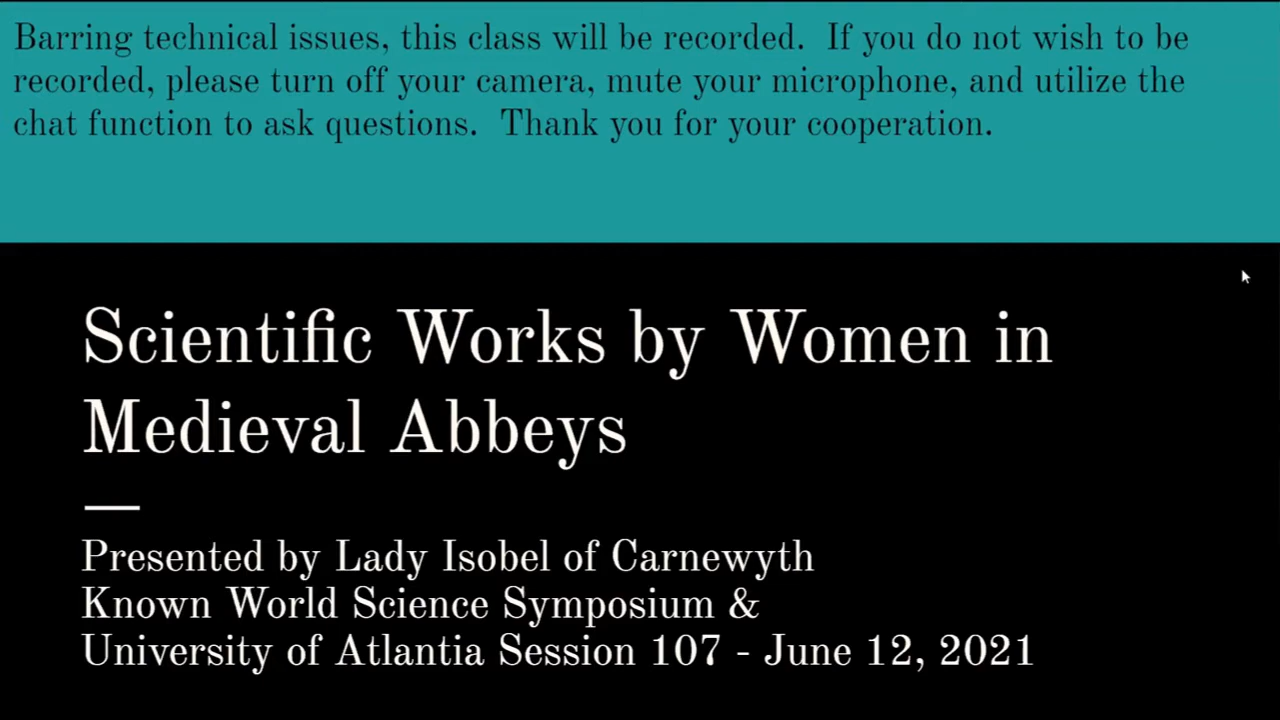 Barring technical issues, this class will be recorded.  If you do not wish to be
recorded, please turn off your camera, mute your microphone, and utilize the
chat function to ask questions.  Thank you for your cooperation.
Scientific Works by Women in
Medieval Abbeys
Presented by Lady Isobel of Carnewyth
Known World Science Symposium &
University of Atlantia Session 107 - June 12, 2021